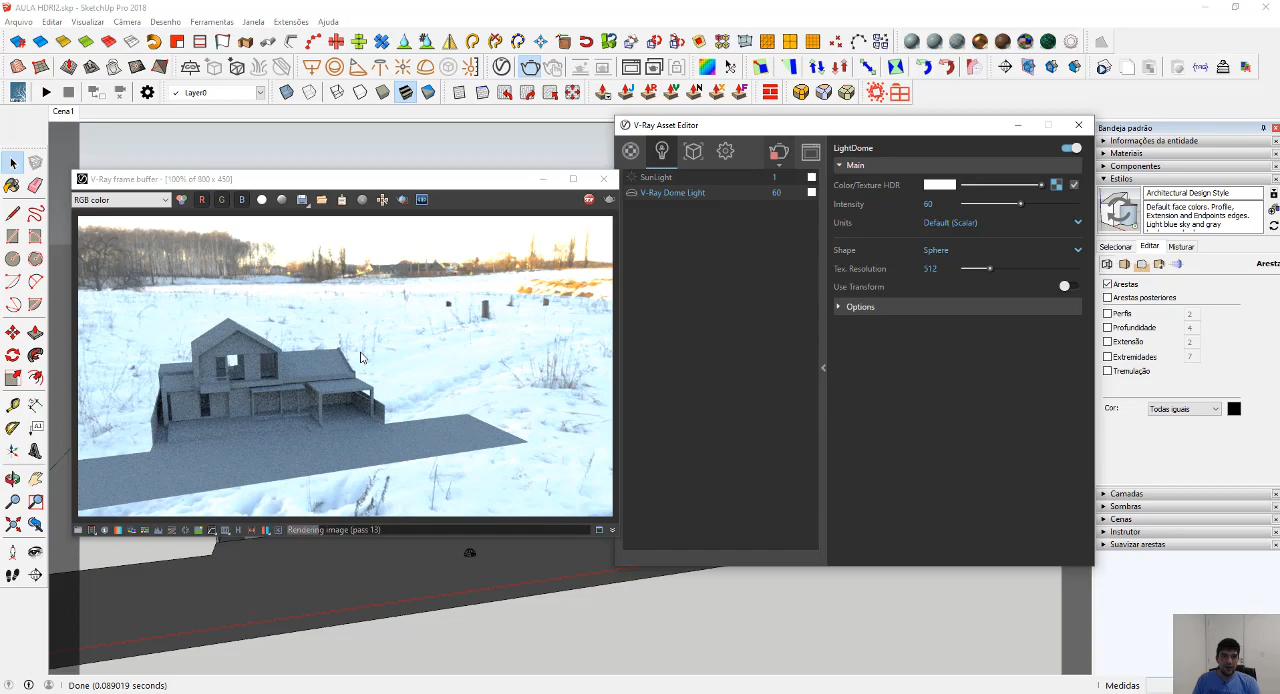 AULA HDRI2.skp - SketchUp Pro 2018
Arquivo Editar Visualizar Câmera Desenho Ferramentas Extensões Ajuda
Layer0
Cena1
V-Ray frame buffer - [100% of 800 x 450]
RGB color
R G B
Rendering image (pass 13)
V-Ray Asset Editor
SunLight 1
V-Ray Dome Light 60
LightDome
Main
Color/Texture HDR
Intensity 60
Units Default (Scalar)
Shape Sphere
Tex. Resolution 512
Use Transform
Options
Bandeja padrão
Informações da entidade
Materiais
Componentes
Estilos
Architectural Design Style
Default face colors. Profile,
Extension and Endpoints edges.
Light blue sky and gray
Selecionar Editar Misturar
Aresta:
Arestas
Arestas posteriores
Perfis 2
Profundidade 4
Extensão 2
Extremidades 7
Tremulação
Cor: Todas iguais
Camadas
Sombras
Cenas
Instrutor
Suavizar arestas
Done (0.089019 seconds)
Medidas